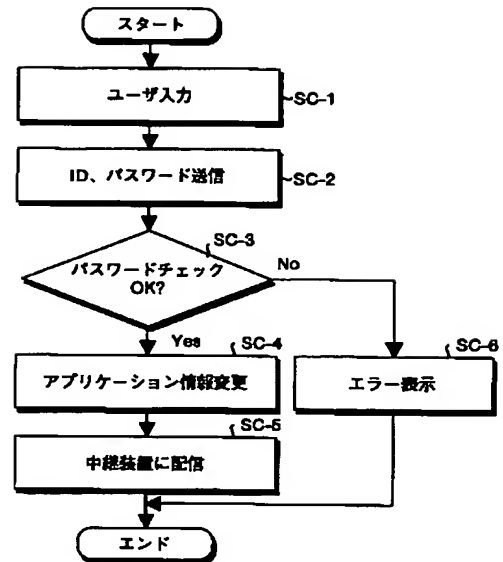 スタート
ユーザ入力
SC-1
ID、パスワード送信
SC-2
SC-3
パスワードチェック
OK?
No
Yes
SC-4
アプリケーション情報変更
SC-6
エラー表示
SC-5
中継装置に配信
エンド